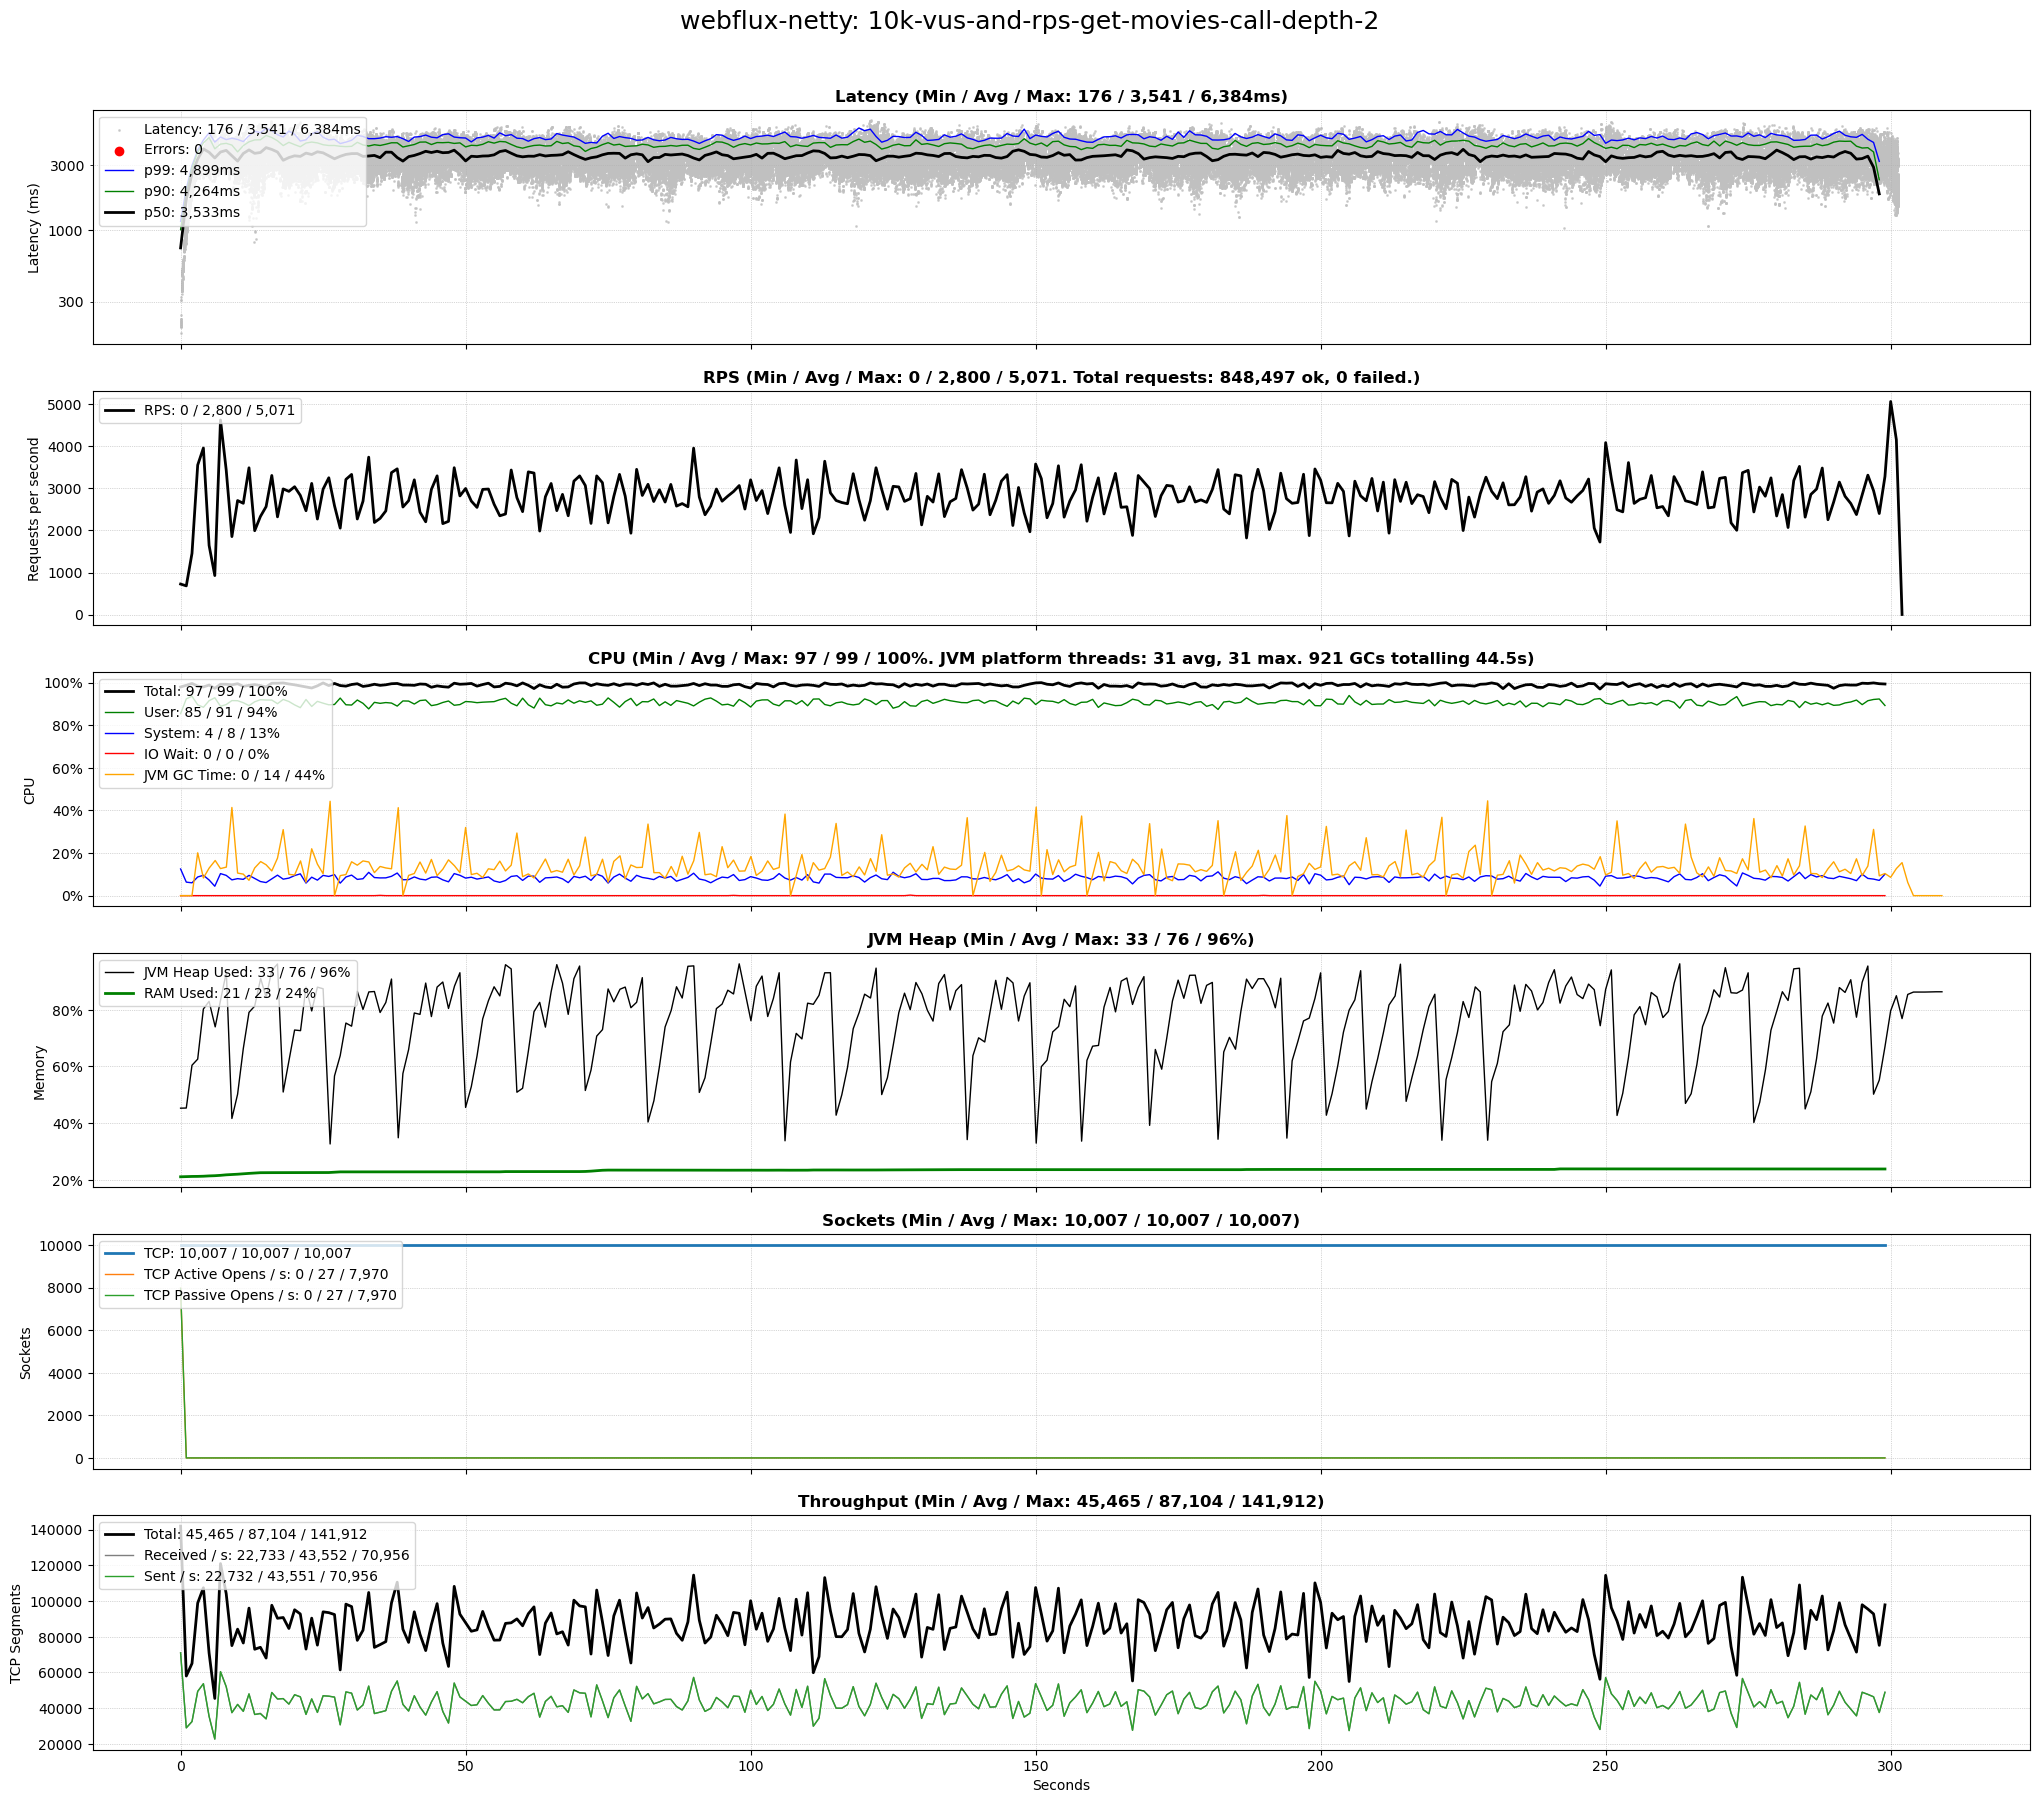 webflux-netty: 10k-vus-and-rps-get-movies-call-depth-2
Latency (Min / Avg / Max: 176 / 3,541 / 6,384ms)
Latency: 176 / 3,541 / 6,384ms
Errors: 0
p99: 4,899ms
p90: 4,264ms
p50: 3,533ms
3000
1000
300
Latency (ms)
RPS (Min / Avg / Max: 0 / 2,800 / 5,071. Total requests: 848,497 ok, 0 failed.)
RPS: 0 / 2,800 / 5,071
5000
4000
3000
2000
1000
0
Requests per second
CPU (Min / Avg / Max: 97 / 99 / 100%. JVM platform threads: 31 avg, 31 max. 921 GCs totalling 44.5s)
Total: 97 / 99 / 100%
User: 85 / 91 / 94%
System: 4 / 8 / 13%
IO Wait: 0 / 0 / 0%
JVM GC Time: 0 / 14 / 44%
100%
80%
60%
40%
20%
0%
CPU
JVM Heap (Min / Avg / Max: 33 / 76 / 96%)
JVM Heap Used: 33 / 76 / 96%
RAM Used: 21 / 23 / 24%
80%
60%
40%
20%
Memory
Sockets (Min / Avg / Max: 10,007 / 10,007 / 10,007)
TCP: 10,007 / 10,007 / 10,007
TCP Active Opens / s: 0 / 27 / 7,970
TCP Passive Opens / s: 0 / 27 / 7,970
10000
8000
6000
4000
2000
0
Sockets
Throughput (Min / Avg / Max: 45,465 / 87,104 / 141,912)
Total: 45,465 / 87,104 / 141,912
Received / s: 22,733 / 43,552 / 70,956
Sent / s: 22,732 / 43,551 / 70,956
140000
120000
100000
80000
60000
40000
20000
TCP Segments
0 50 100 150 200 250 300
Seconds